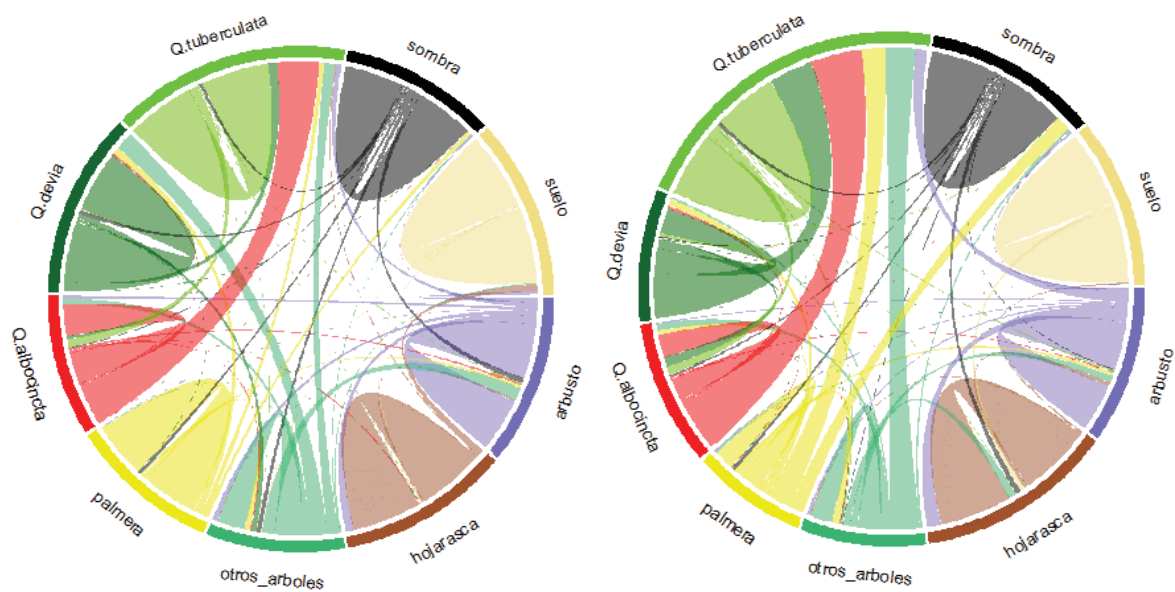 Q.tuberculata
sombra
suelo
arbusto
hojarasca
otros_arboles
palmera
Q.albocincta
Q.devia
Q.tuberculata
sombra
suelo
arbusto
hojarasca
otros_arboles
palmera
Q.albocincta
Q.devia